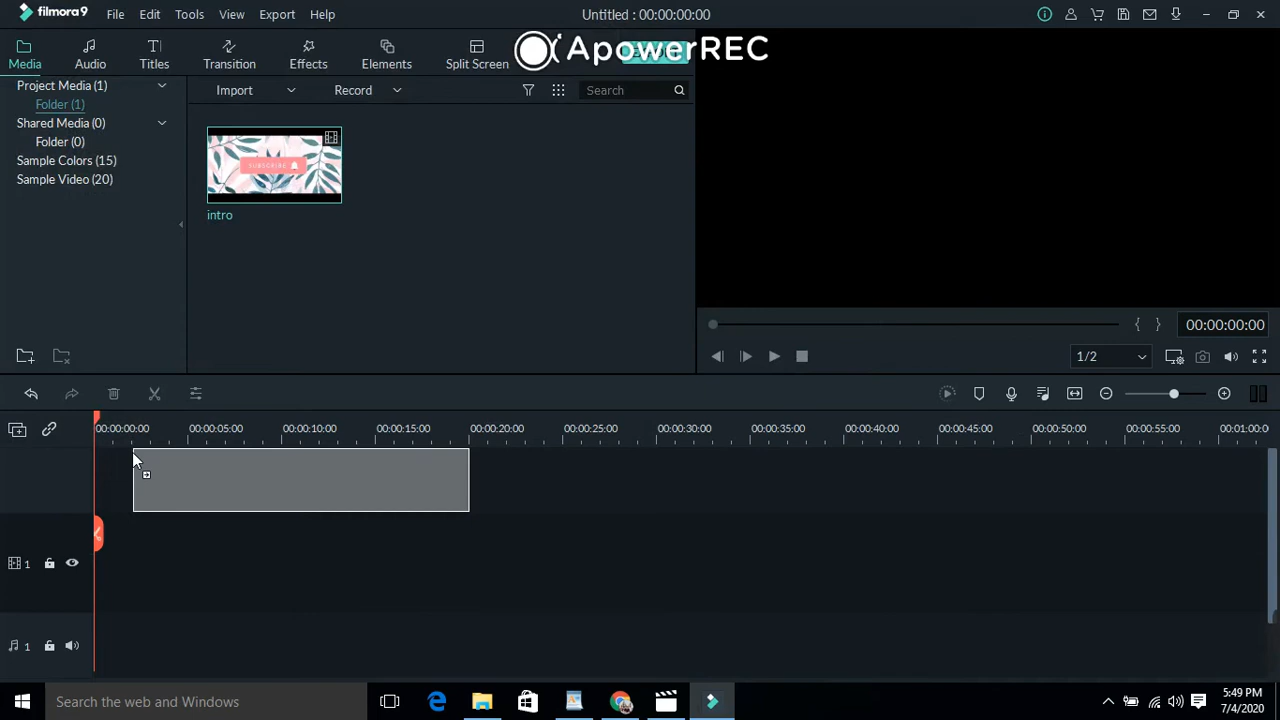 filmora9 File Edit Tools View Export Help Untitled : 00:00:00:00
Media Audio Titles Transition Effects Elements Split Screen ApowerREC
Project Media (1) Import Record Search
Folder (1)
Shared Media (0)
Folder (0)
Sample Colors (15)
Sample Video (20)
SUBSCRIBE
intro
00:00:00:00
1/2
00:00:00:00 00:00:05:00 00:00:10:00 00:00:15:00 00:00:20:00 00:00:25:00 00:00:30:00 00:00:35:00 00:00:40:00 00:00:45:00 00:00:50:00 00:00:55:00 00:01:00:0
1
1
Search the web and Windows
5:49 PM
7/4/2020